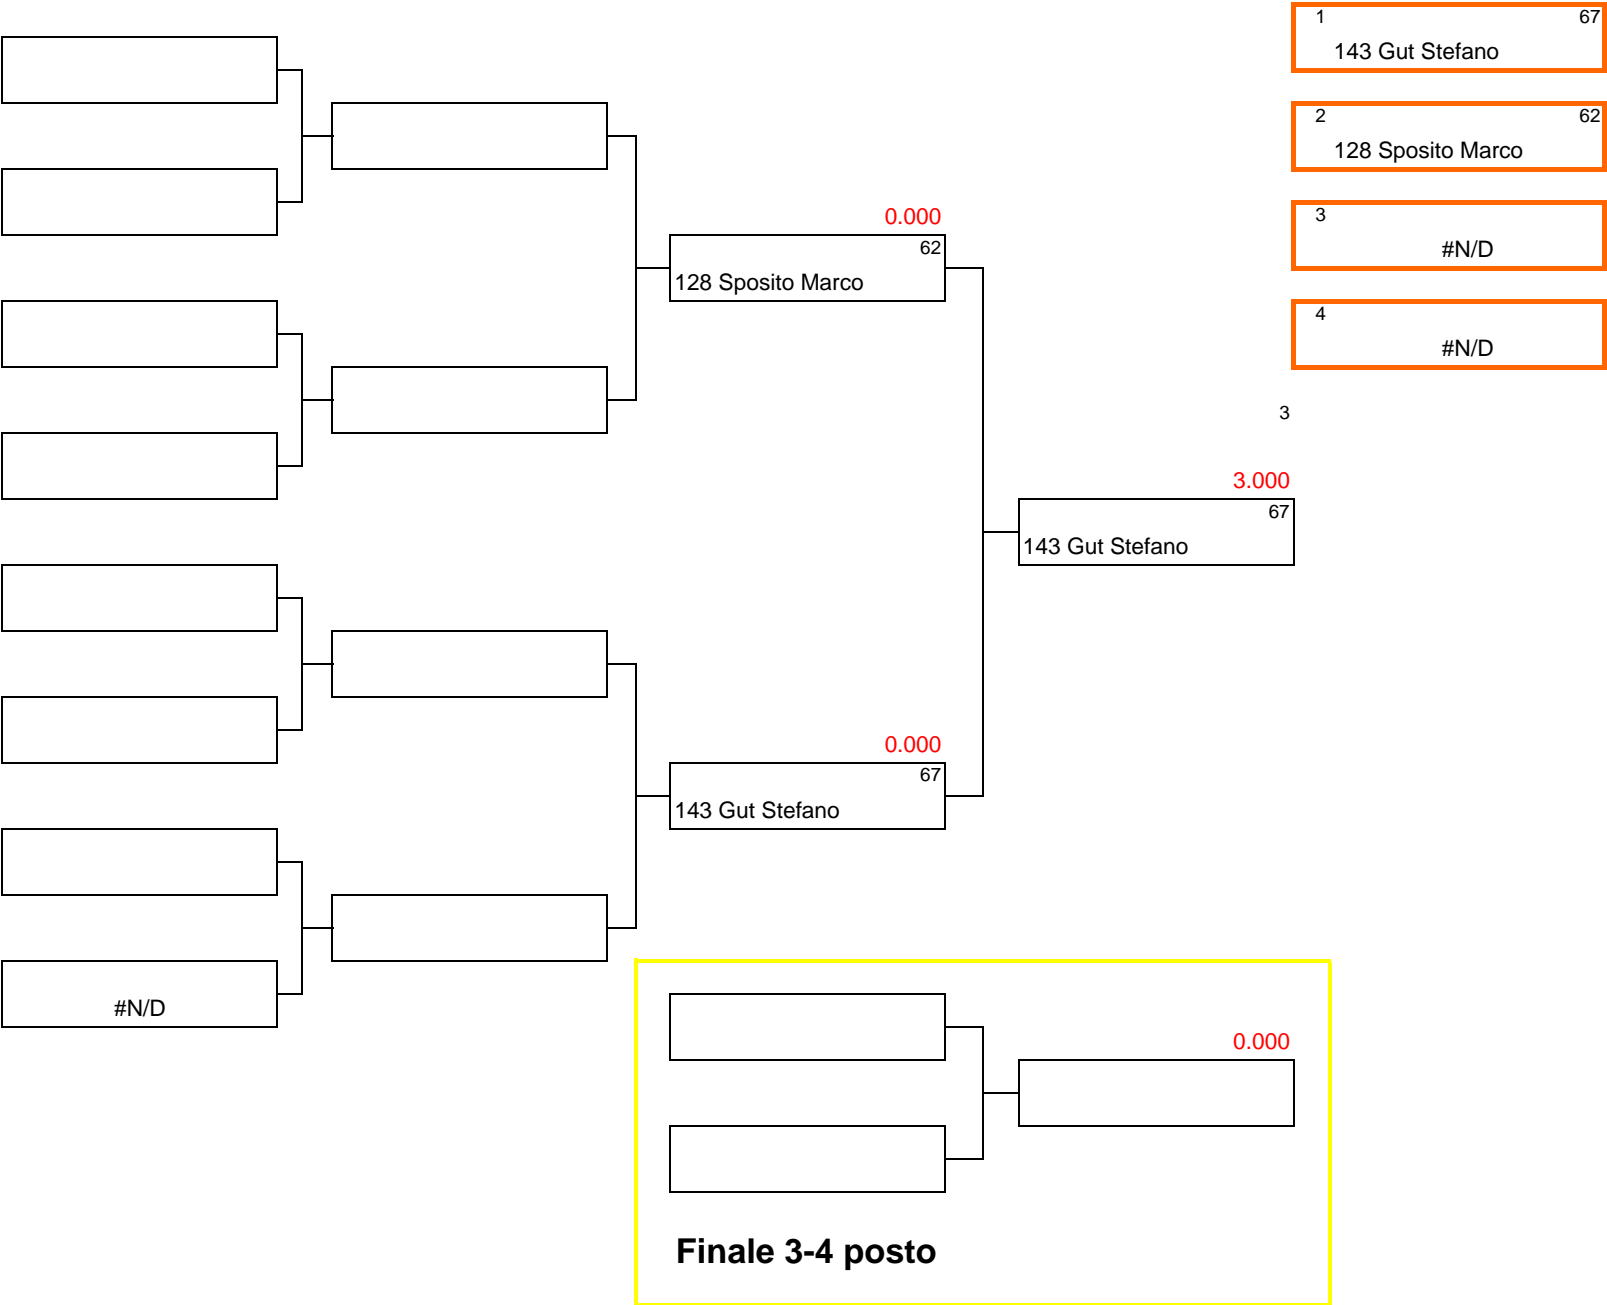 1 67
143 Gut Stefano
2 62
128 Sposito Marco
0.000
3
62
#N/D
128 Sposito Marco
4
#N/D
3
3.000
67
143 Gut Stefano
0.000
67
143 Gut Stefano
#N/D
0.000
Finale 3-4 posto